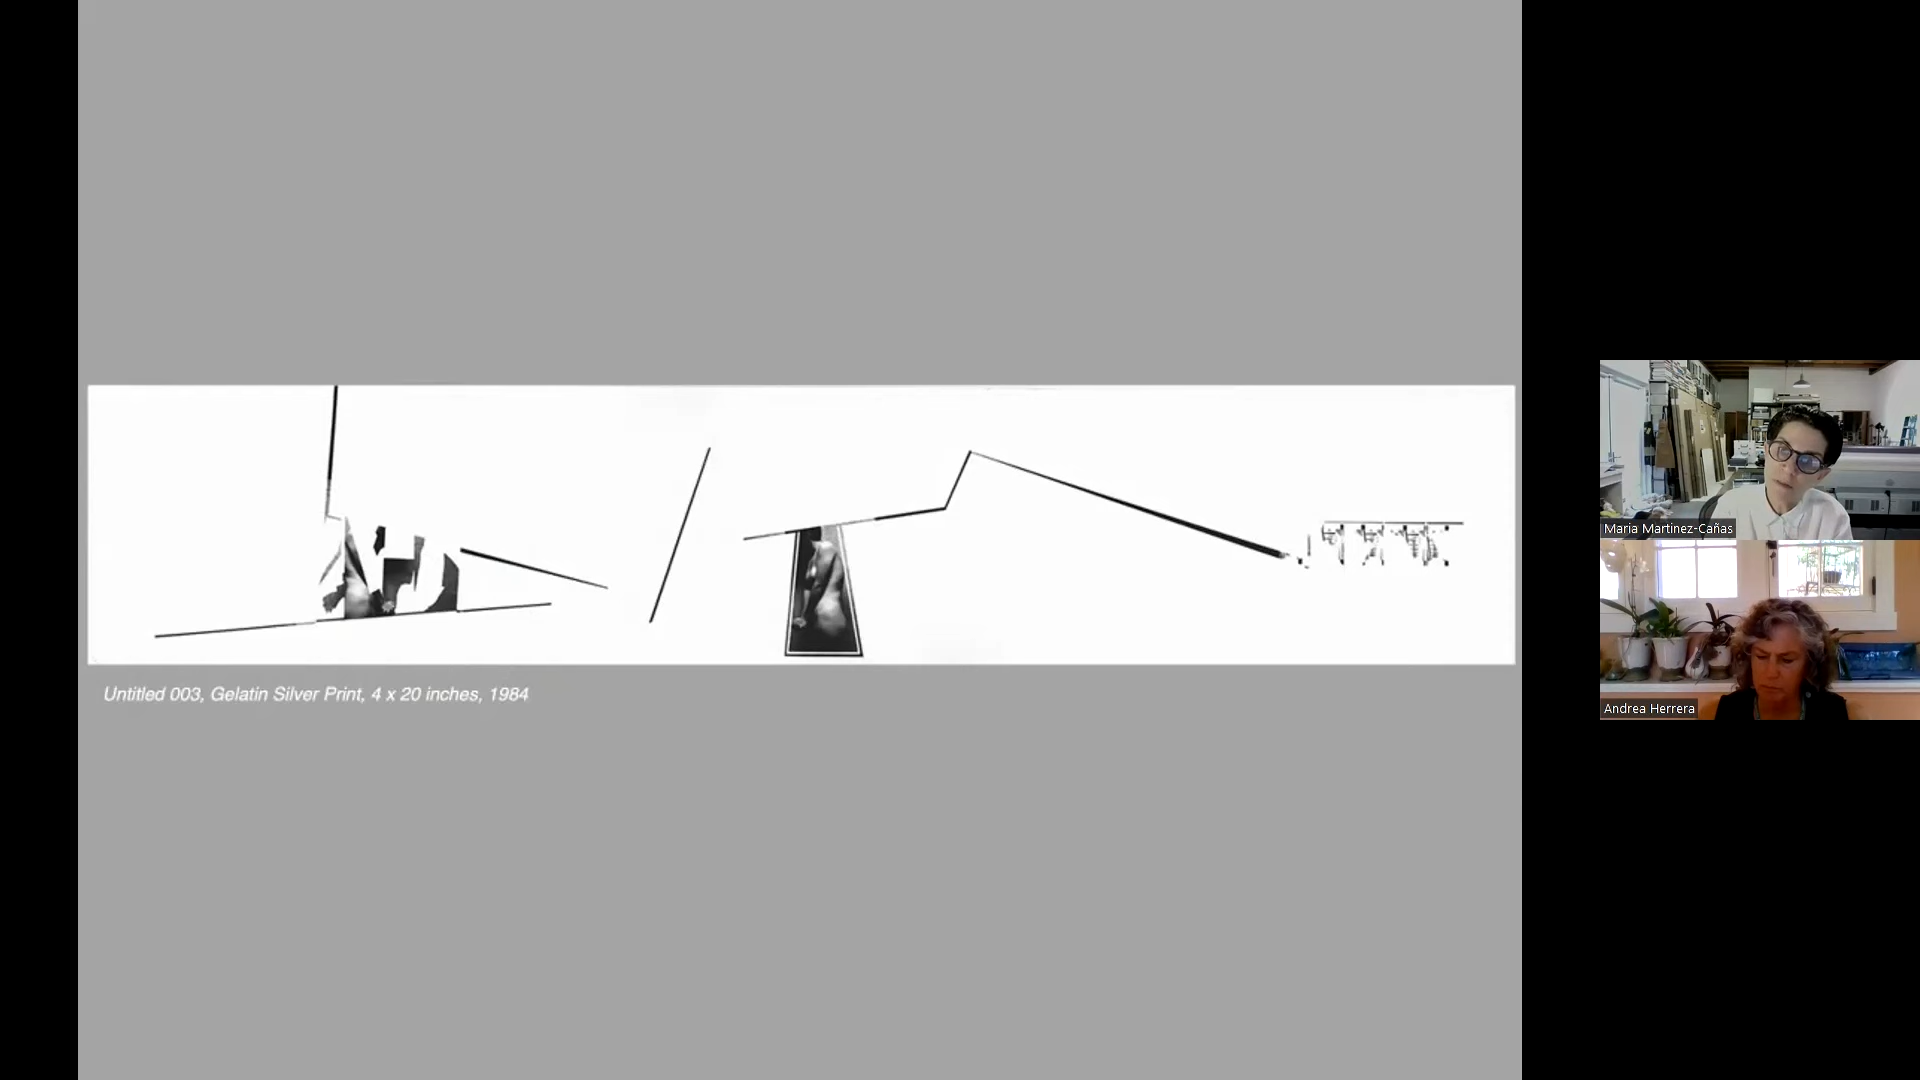 Untitled 003, Gelatin Silver Print, 4 x 20 inches, 1984
Maria Martinez-Cañas
Andrea Herrera